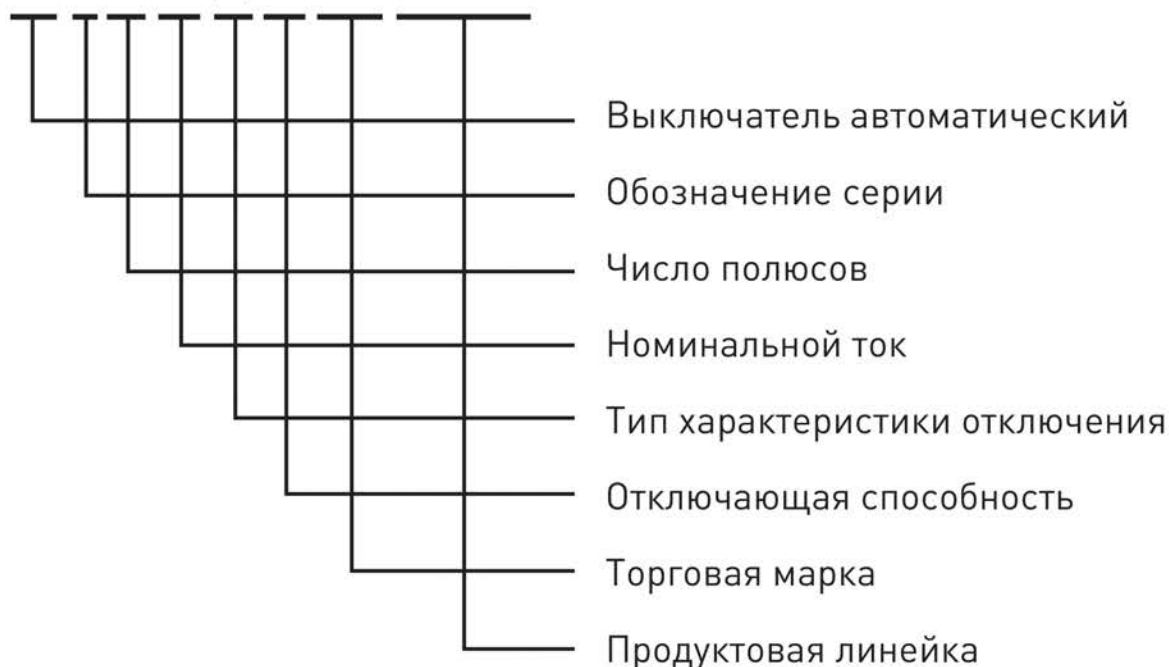 Выключатель автоматический
Обозначение серии
Число полюсов
Номинальной ток
Тип характеристики отключения
Отключающая способность
Торговая марка
Продуктовая линейка